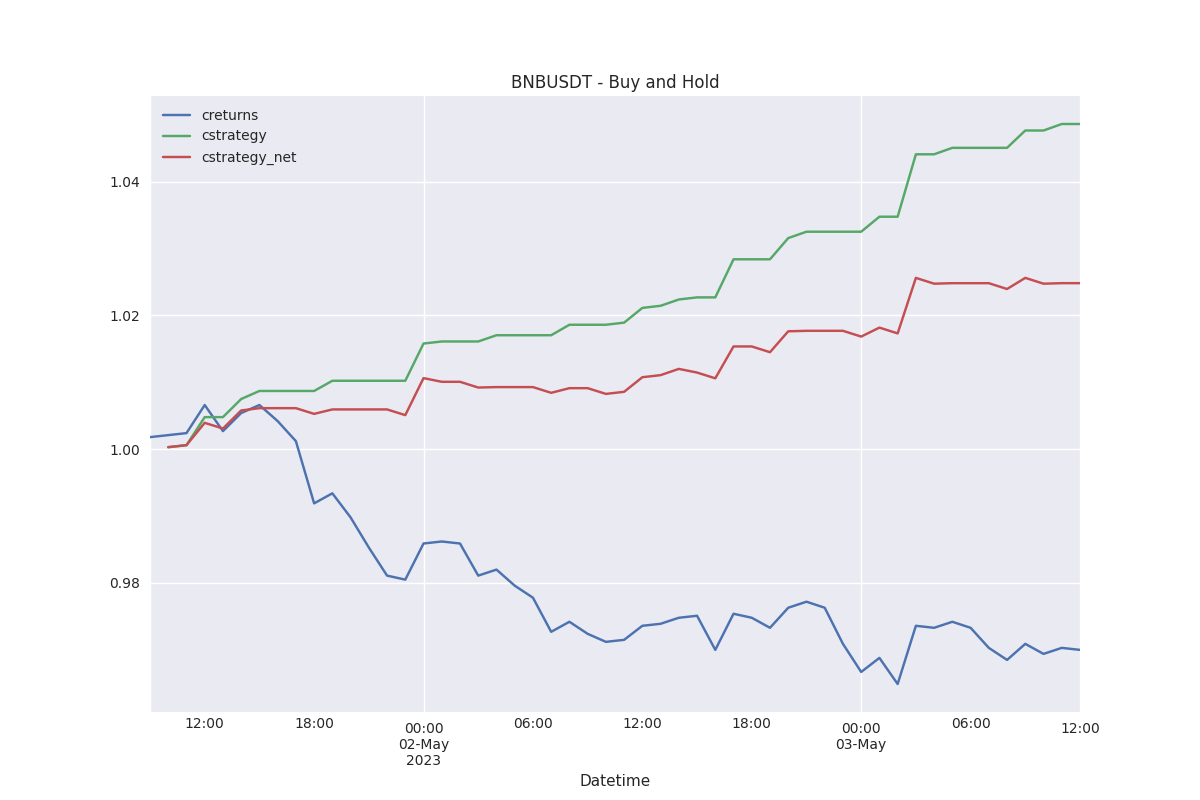 BNBUSDT - Buy and Hold
creturns
cstrategy
cstrategy_net
1.04
1.02
1.00
0.98
12:00
18:00
00:00
02-May
2023
06:00
12:00
18:00
00:00
03-May
06:00
12:00
Datetime